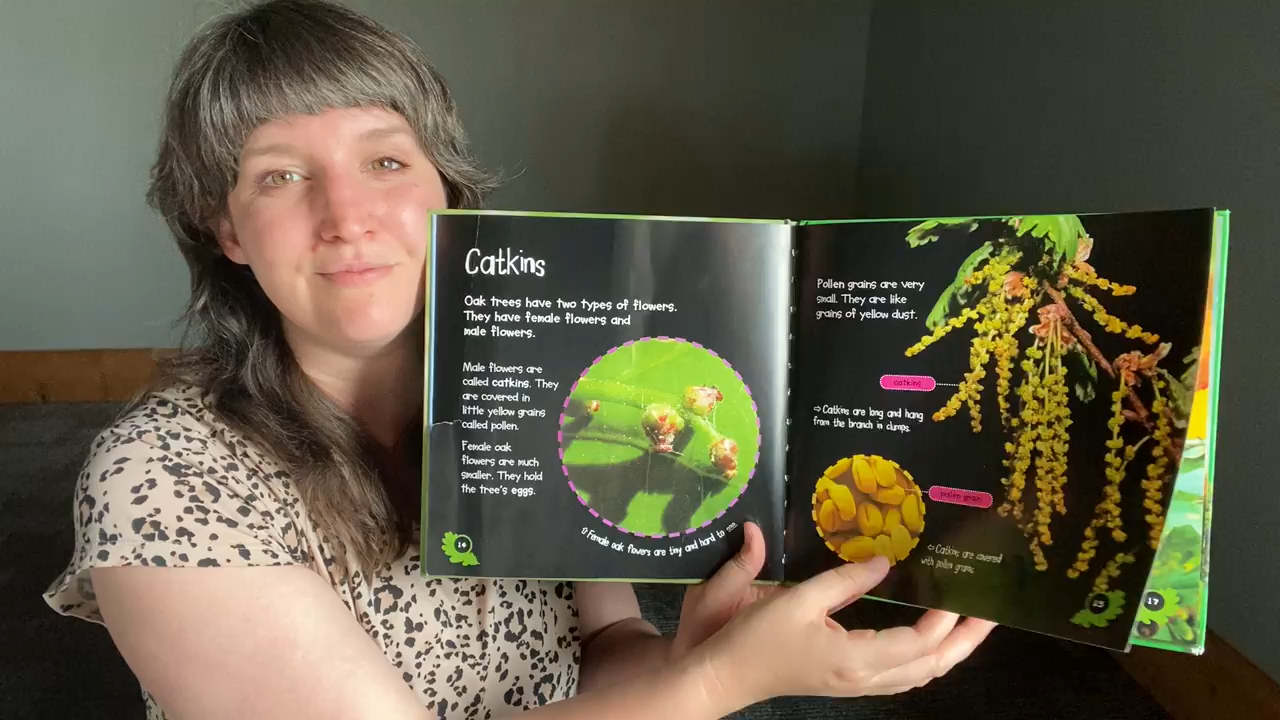 Catkins
Oak trees have two types of flowers.
They have female flowers and
male flowers.
Male flowers are
called catkins. They
are covered in
little yellow grains
called pollen.
Female oak
flowers are much
smaller. They hold
the tree's eggs.
⇧ Female oak flowers are tiny and hard to see.
14
Pollen grains are very
small. They are like
grains of yellow dust.
catkins
⇨ Catkins are long and hang
from the branch in clumps.
pollen grain
⇦ Catkins are covered
with pollen grains.
15
17